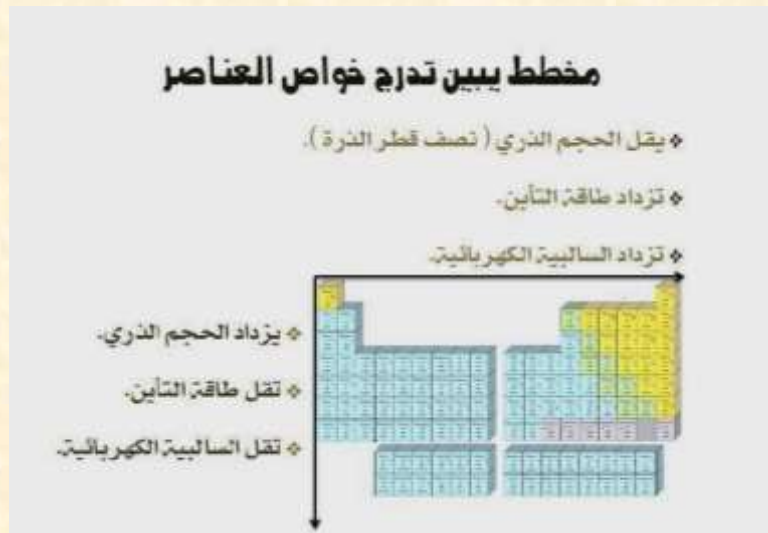 مخطط يبين تدرج خواص العناصر
❖ يقل الحجم الذري ( نصف قطر الذرة ).
❖ تزداد طاقة التأين.
❖ تزداد السالبية الكهربائية.
❖ يزداد الحجم الذري.
❖ تقل طاقة التأين.
❖ تقل السالبية الكهربائية.